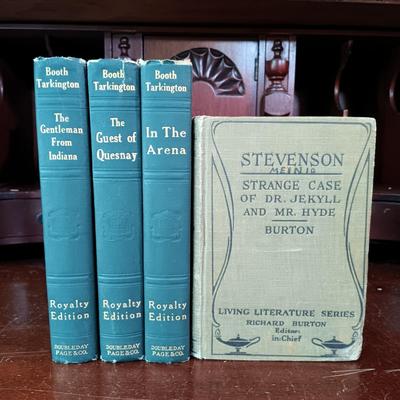 Booth
Tarkington
The
Gentleman
From
Indiana
Royalty
Edition
DOUBLEDAY
PAGE & CO.
Booth
Tarkington
The
Guest of
Quesnay
Royalty
Edition
DOUBLEDAY
PAGE & CO.
Booth
Tarkington
In The
Arena
Royalty
Edition
DOUBLEDAY
PAGE & CO.
STEVENSON
STRANGE CASE
OF DR. JEKYLL
AND MR. HYDE
BURTON
LIVING LITERATURE SERIES
RICHARD BURTON
Editor
in Chief